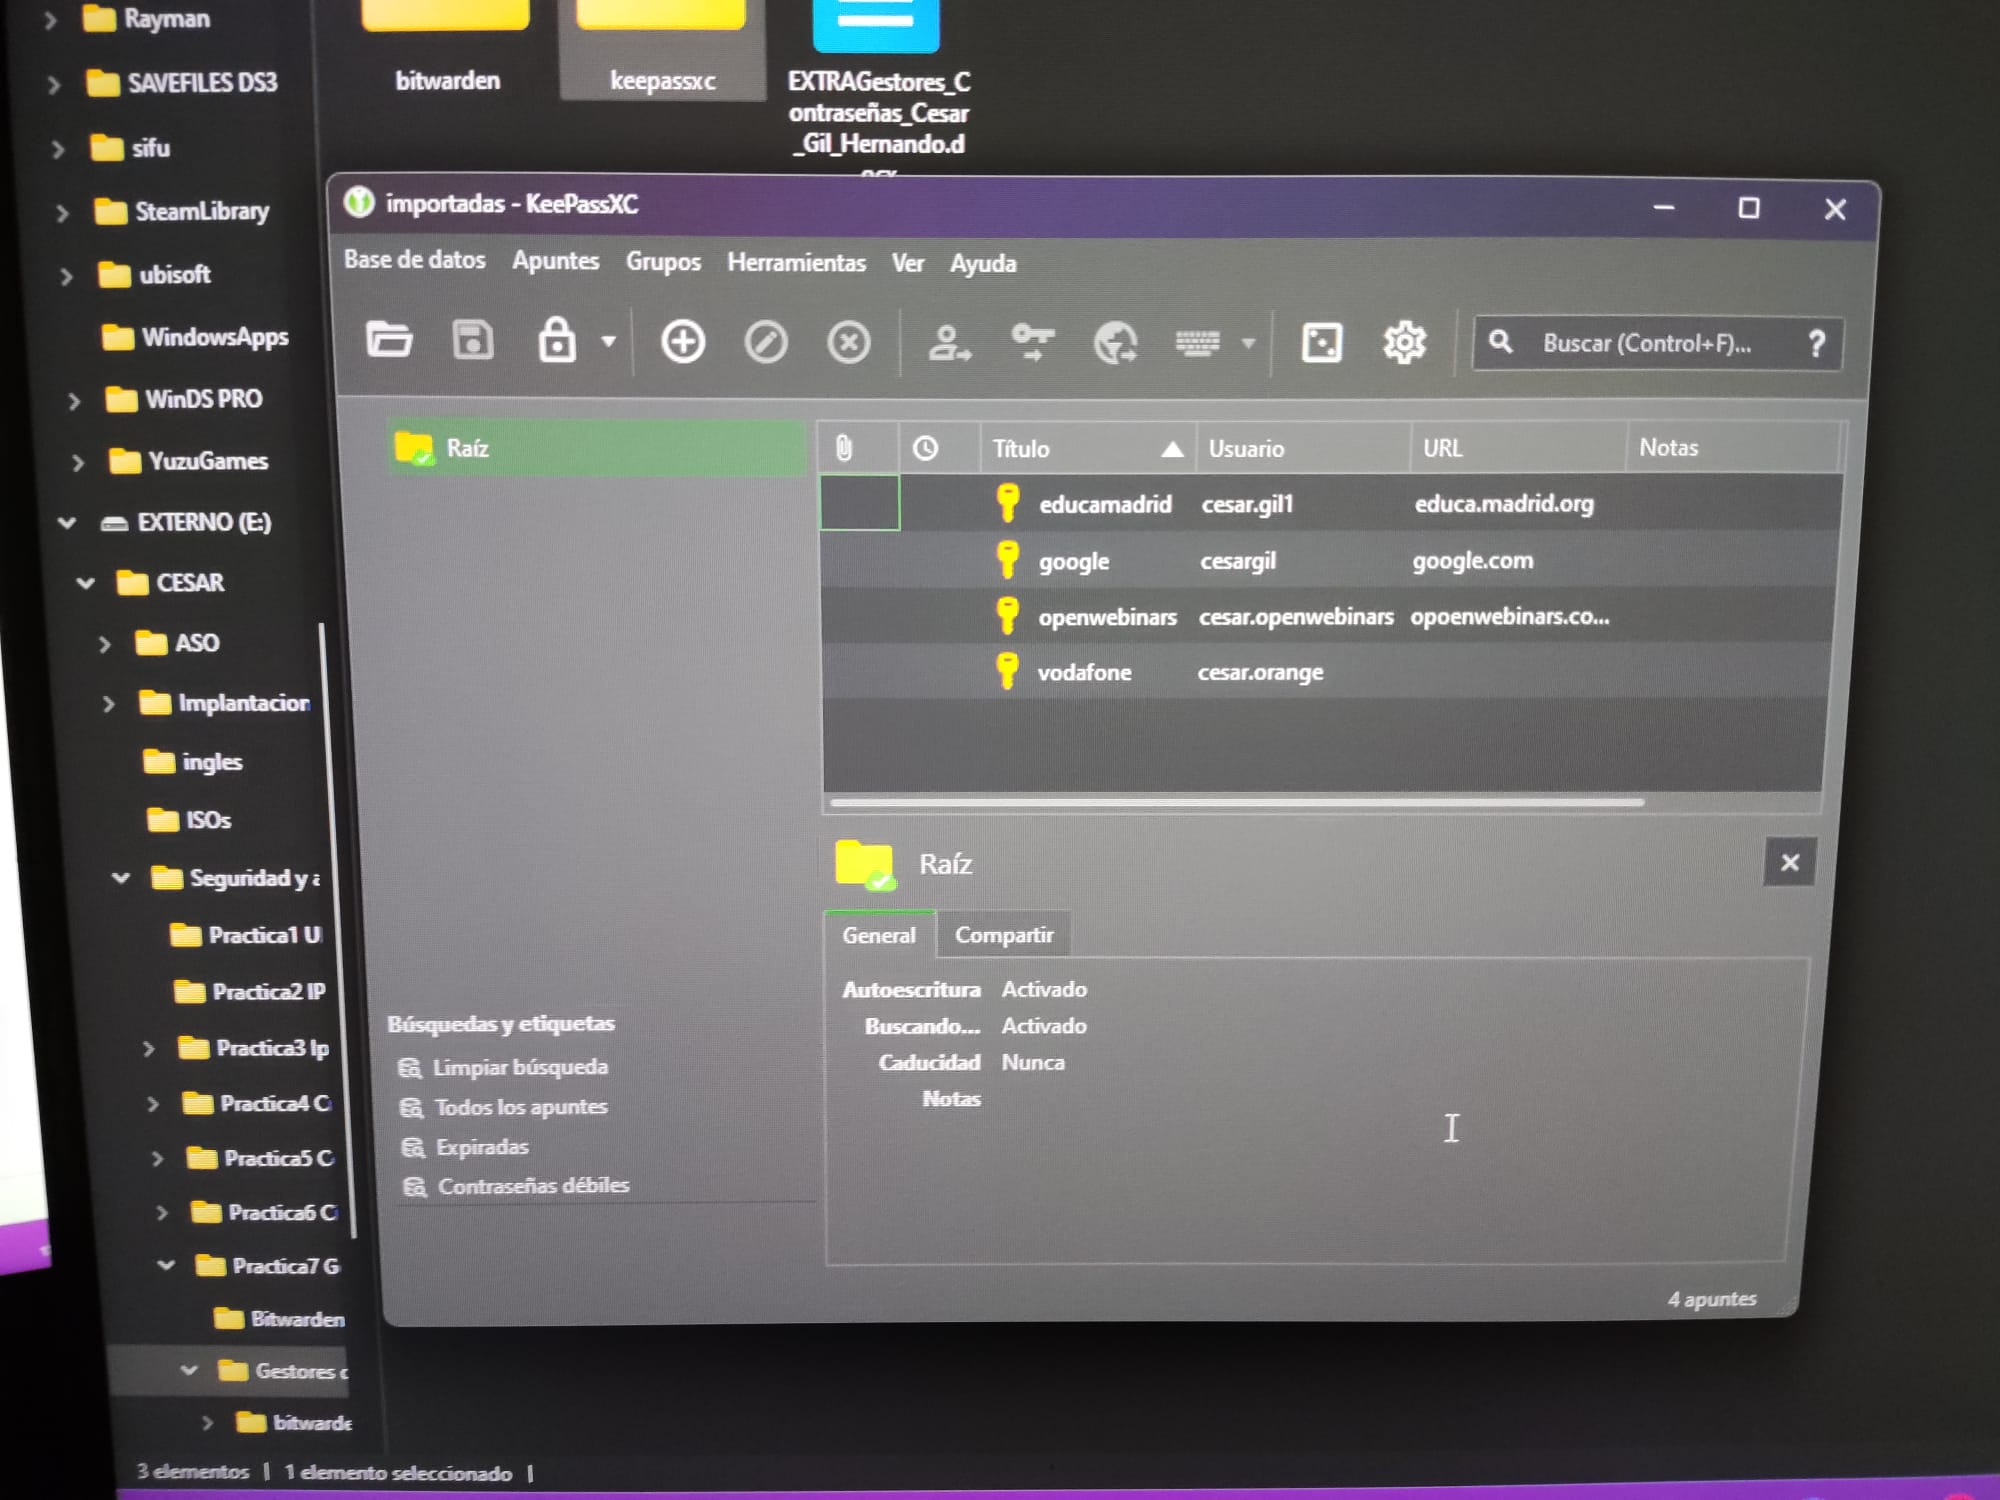 Rayman
SAVEFILES DS3
sifu
SteamLibrary
ubisoft
WindowsApps
WinDS PRO
YuzuGames
EXTERNO (E:)
CESAR
ASO
Implantacion
ingles
ISOs
Seguridad y a
Practica1 U
Practica2 IP
Practica3 Ip
Practica4 C
Practica5 C
Practica6 C
Practica7 G
Bitwarden
Gestores c
bitwarde
3 elementos | 1 elemento seleccionado |
bitwarden
keepassxc
EXTRAGestores_C
ontraseñas_Cesar
_Gil_Hernando.d
ocx
importadas - KeePassXC
Base de datos Apuntes Grupos Herramientas Ver Ayuda
Buscar (Control+F)... ?
Raíz
Título Usuario URL Notas
educamadrid cesar.gil1 educa.madrid.org
google cesargil google.com
openwebinars cesar.openwebinars opoenwebinars.co...
vodafone cesar.orange
Raíz
General Compartir
Autoescritura Activado
Buscando... Activado
Caducidad Nunca
Notas
Búsquedas y etiquetas
Limpiar búsqueda
Todos los apuntes
Expiradas
Contraseñas débiles
4 apuntes